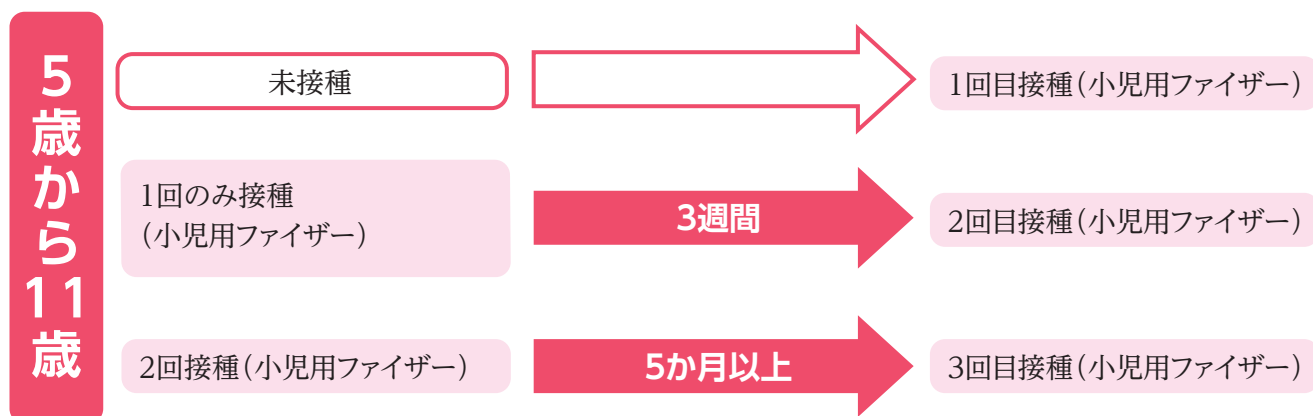 5歳から11歳
未接種
1回目接種(小児用ファイザー)
1回のみ接種
(小児用ファイザー)
3週間
2回目接種(小児用ファイザー)
2回接種(小児用ファイザー)
5か月以上
3回目接種(小児用ファイザー)